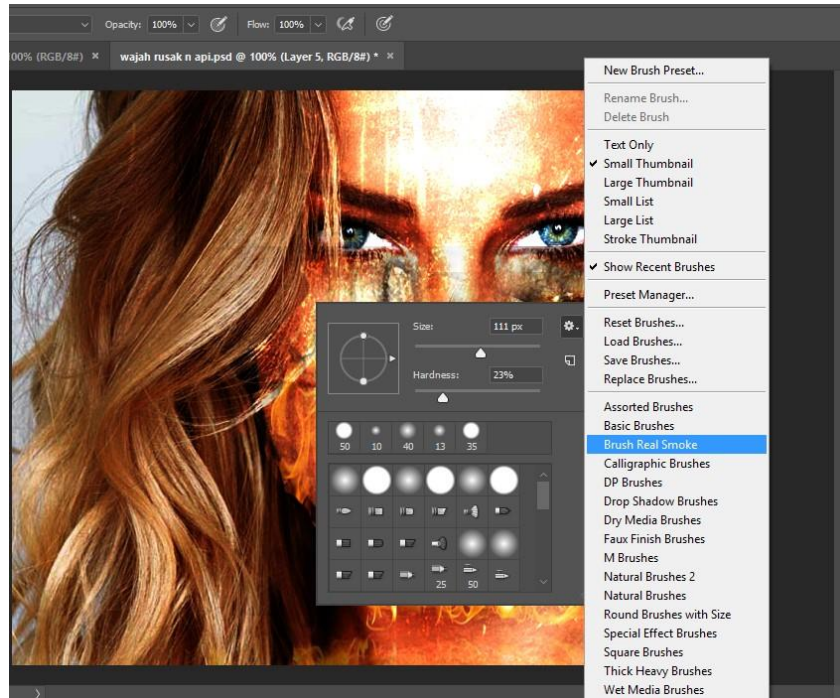 Opacity: 100% Flow: 100%
00% (RGB/8#) × wajah rusak n api.psd @ 100% (Layer 5, RGB/8#) * ×
New Brush Preset...
Rename Brush...
Delete Brush
Text Only
Small Thumbnail
Large Thumbnail
Small List
Large List
Stroke Thumbnail
Show Recent Brushes
Preset Manager...
Size: 111 px
Hardness: 23%
50 10 40 13 35
25 50
Reset Brushes...
Load Brushes...
Save Brushes...
Replace Brushes...
Assorted Brushes
Basic Brushes
Brush Real Smoke
Calligraphic Brushes
DP Brushes
Drop Shadow Brushes
Dry Media Brushes
Faux Finish Brushes
M Brushes
Natural Brushes 2
Natural Brushes
Round Brushes with Size
Special Effect Brushes
Square Brushes
Thick Heavy Brushes
Wet Media Brushes